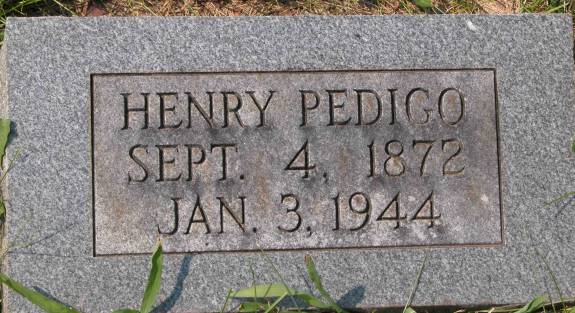 HENRY PEDIGO
SEPT. 4, 1872
JAN. 3, 1944